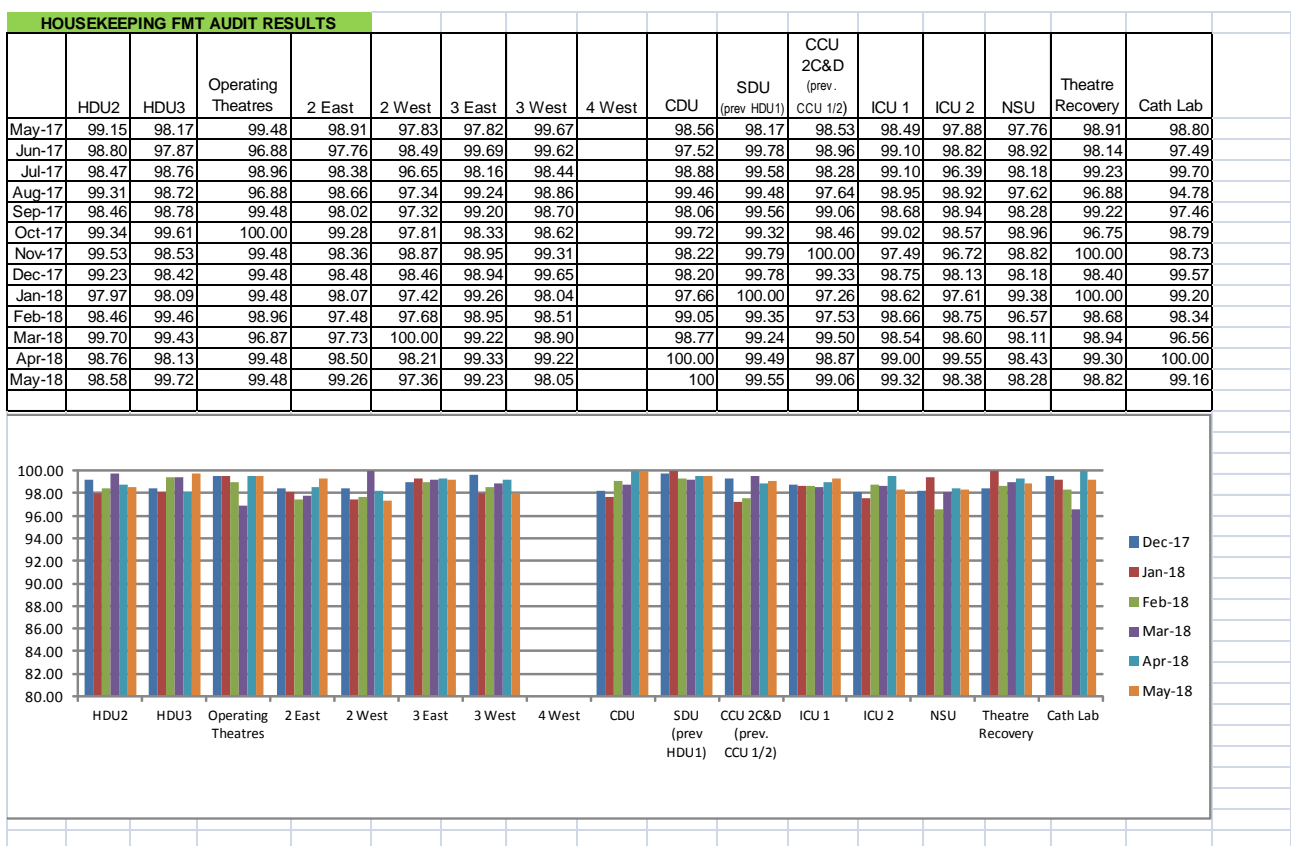 HOUSEKEEPING FMT AUDIT RESULTS
HDU2 HDU3 Operating Theatres 2 East 2 West 3 East 3 West 4 West CDU SDU (prev HDU1) CCU 2C&D (prev. CCU 1/2) ICU 1 ICU 2 NSU Theatre Recovery Cath Lab
May-17 99.15 98.17 99.48 98.91 97.83 97.82 99.67 98.56 98.17 98.53 98.49 97.88 97.76 98.91 98.80
Jun-17 98.80 97.87 96.88 97.76 98.49 99.69 99.62 97.52 99.78 98.96 99.10 98.82 98.92 98.14 97.49
Jul-17 98.47 98.76 98.96 98.38 96.65 98.16 98.44 98.88 99.58 98.28 99.10 96.39 98.18 99.23 99.70
Aug-17 99.31 98.72 96.88 98.66 97.34 99.24 98.86 99.46 99.48 97.64 98.95 98.92 97.62 96.88 94.78
Sep-17 98.46 98.78 99.48 98.02 97.32 99.20 98.70 98.06 99.56 99.06 98.68 98.94 98.28 99.22 97.46
Oct-17 99.34 99.61 100.00 99.28 97.81 98.33 98.62 99.72 99.32 98.46 99.02 98.57 98.96 96.75 98.79
Nov-17 99.53 98.53 99.48 98.36 98.87 98.95 99.31 98.22 99.79 100.00 97.49 96.72 98.82 100.00 98.73
Dec-17 99.23 98.42 99.48 98.48 98.46 98.94 99.65 98.20 99.78 99.33 98.75 98.13 98.18 98.40 99.57
Jan-18 97.97 98.09 99.48 98.07 97.42 99.26 98.04 97.66 100.00 97.26 98.62 97.61 99.38 100.00 99.20
Feb-18 98.46 99.46 98.96 97.48 97.68 98.95 98.51 99.05 99.35 97.53 98.66 98.75 96.57 98.68 98.34
Mar-18 99.70 99.43 96.87 97.73 100.00 99.22 98.90 98.77 99.24 99.50 98.54 98.60 98.11 98.94 96.56
Apr-18 98.76 98.13 99.48 98.50 98.21 99.33 99.22 100.00 99.49 98.87 99.00 99.55 98.43 99.30 100.00
May-18 98.58 99.72 99.48 99.26 97.36 99.23 98.05 100 99.55 99.06 99.32 98.38 98.28 98.82 99.16
100.00
98.00
96.00
94.00
92.00
90.00
88.00
86.00
84.00
82.00
80.00
HDU2 HDU3 Operating Theatres 2 East 2 West 3 East 3 West 4 West CDU SDU (prev HDU1) CCU 2C&D (prev. CCU 1/2) ICU 1 ICU 2 NSU Theatre Recovery Cath Lab
Dec-17
Jan-18
Feb-18
Mar-18
Apr-18
May-18